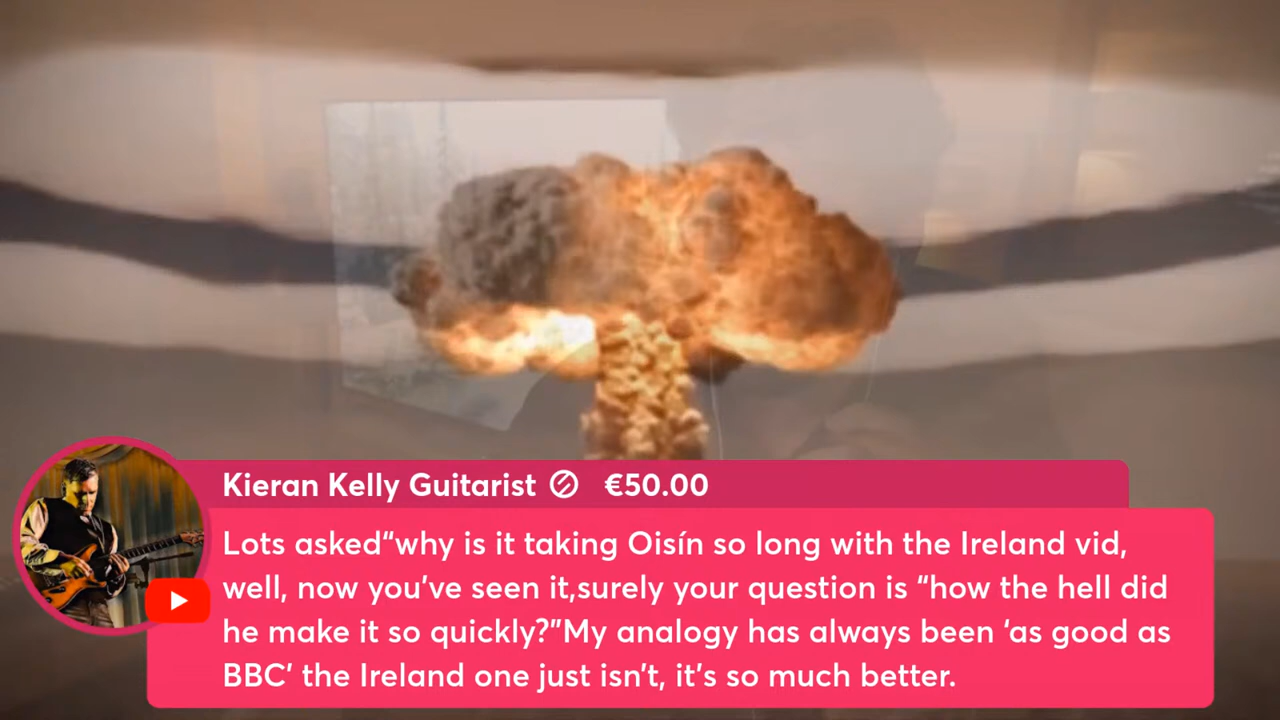 Kieran Kelly Guitarist €50.00
Lots asked“why is it taking Oisín so long with the Ireland vid,
well, now you’ve seen it,surely your question is “how the hell did
he make it so quickly?”My analogy has always been ‘as good as
BBC’ the Ireland one just isn’t, it’s so much better.